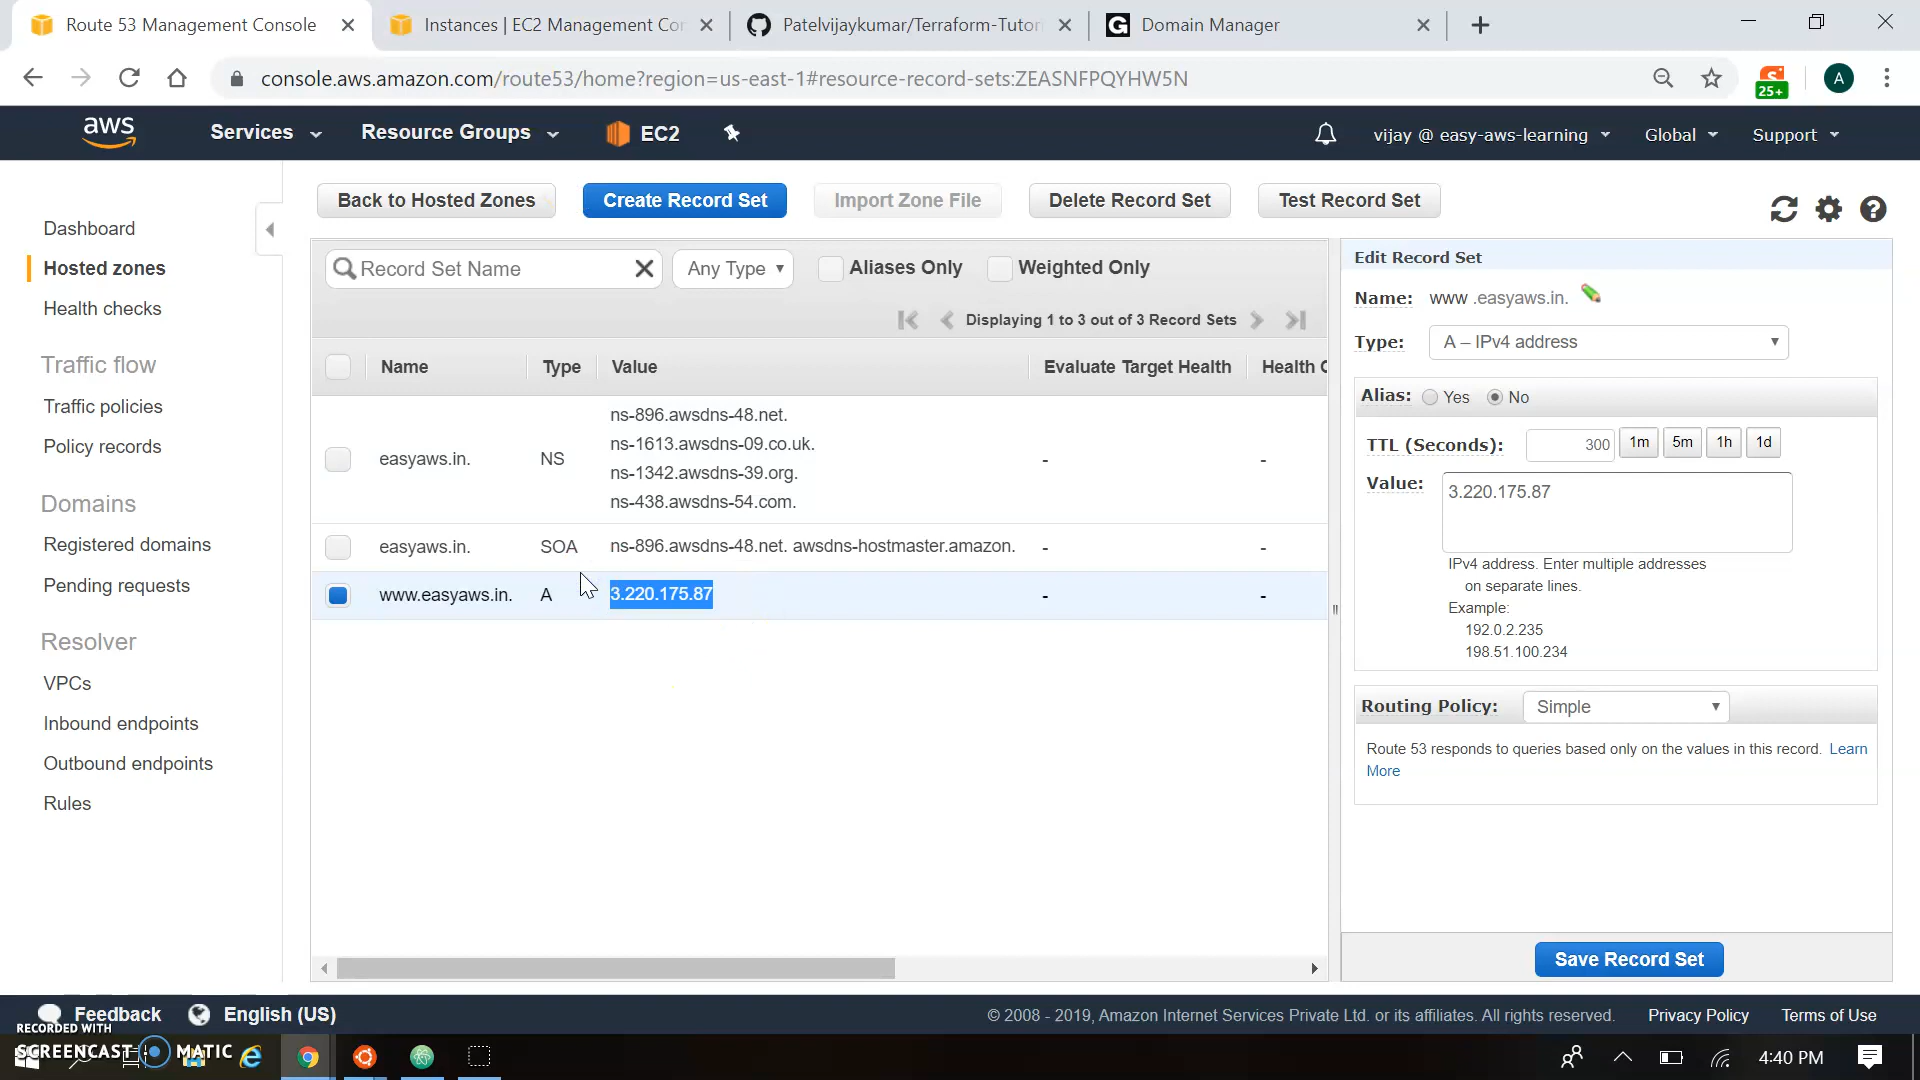 Route 53 Management Console
Instances | EC2 Management Co
Patelvijaykumar/Terraform-Tutor
Domain Manager
console.aws.amazon.com/route53/home?region=us-east-1#resource-record-sets:ZEASNFPQYHW5N
25+
A
aws
Services
Resource Groups
EC2
vijay @ easy-aws-learning
Global
Support
Dashboard
Hosted zones
Health checks
Traffic flow
Traffic policies
Policy records
Domains
Registered domains
Pending requests
Resolver
VPCs
Inbound endpoints
Outbound endpoints
Rules
Back to Hosted Zones
Create Record Set
Import Zone File
Delete Record Set
Test Record Set
Record Set Name
Any Type
Aliases Only
Weighted Only
Displaying 1 to 3 out of 3 Record Sets
Name Type Value Evaluate Target Health Health C
easyaws.in. NS
ns-896.awsdns-48.net.
ns-1613.awsdns-09.co.uk.
ns-1342.awsdns-39.org.
ns-438.awsdns-54.com.
- -
easyaws.in. SOA ns-896.awsdns-48.net. awsdns-hostmaster.amazon. - -
www.easyaws.in. A 3.220.175.87 - -
Edit Record Set
Name: www .easyaws.in.
Type: A – IPv4 address
Alias: Yes No
TTL (Seconds): 300 1m 5m 1h 1d
Value: 3.220.175.87
IPv4 address. Enter multiple addresses
on separate lines.
Example:
192.0.2.235
198.51.100.234
Routing Policy: Simple
Route 53 responds to queries based only on the values in this record. Learn
More
Save Record Set
Feedback
English (US)
© 2008 - 2019, Amazon Internet Services Private Ltd. or its affiliates. All rights reserved.
Privacy Policy
Terms of Use
RECORDED WITH
SCREENCAST MATIC
4:40 PM